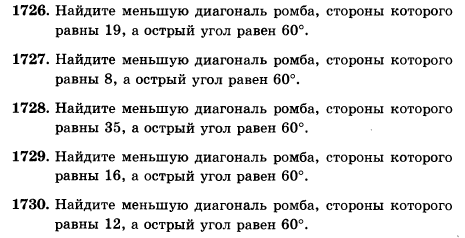 1726. Найдите меньшую диагональ ромба, стороны которого
равны 19, а острый угол равен 60°.
1727. Найдите меньшую диагональ ромба, стороны которого
равны 8, а острый угол равен 60°.
1728. Найдите меньшую диагональ ромба, стороны которого
равны 35, а острый угол равен 60°.
1729. Найдите меньшую диагональ ромба, стороны которого
равны 16, а острый угол равен 60°.
1730. Найдите меньшую диагональ ромба, стороны которого
равны 12, а острый угол равен 60°.